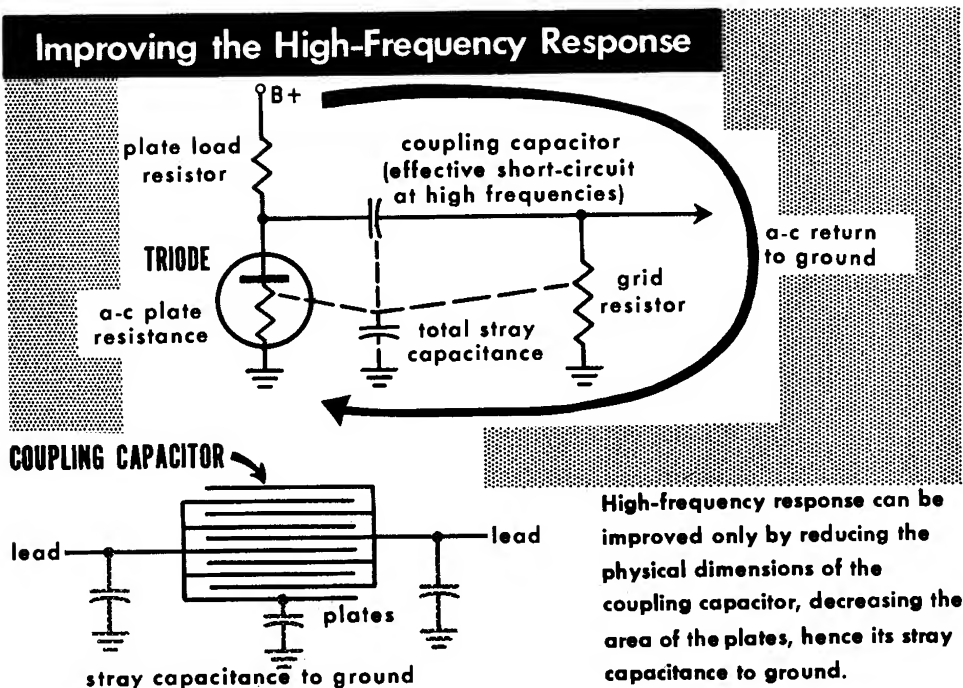 Improving the High-Frequency Response
B+
plate load
resistor
coupling capacitor
(effective short-circuit
at high frequencies)
a-c return
to ground
TRIODE
a-c plate
resistance
grid
resistor
total stray
capacitance
COUPLING CAPACITOR
lead
lead
plates
stray capacitance to ground
High-frequency response can be
improved only by reducing the
physical dimensions of the
coupling capacitor, decreasing the
area of the plates, hence its stray
capacitance to ground.